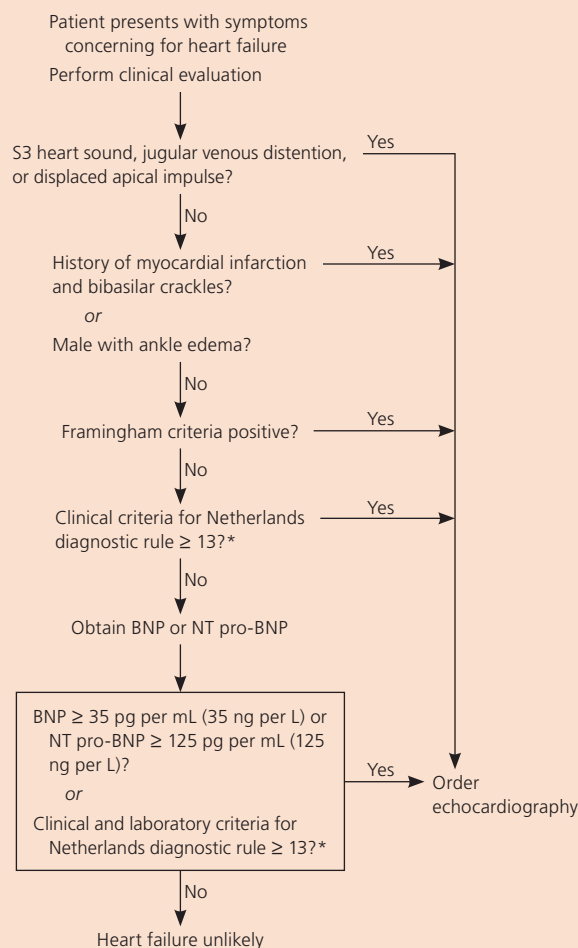 Patient presents with symptoms
concerning for heart failure
Perform clinical evaluation
S3 heart sound, jugular venous distention,
or displaced apical impulse?
Yes
No
History of myocardial infarction
and bibasilar crackles?
or
Male with ankle edema?
Yes
No
Framingham criteria positive?
Yes
No
Clinical criteria for Netherlands
diagnostic rule ≥ 13?*
Yes
No
Obtain BNP or NT pro-BNP
BNP ≥ 35 pg per mL (35 ng per L) or
NT pro-BNP ≥ 125 pg per mL (125
ng per L)?
or
Clinical and laboratory criteria for
Netherlands diagnostic rule ≥ 13?*
Yes
Order
echocardiography
No
Heart failure unlikely